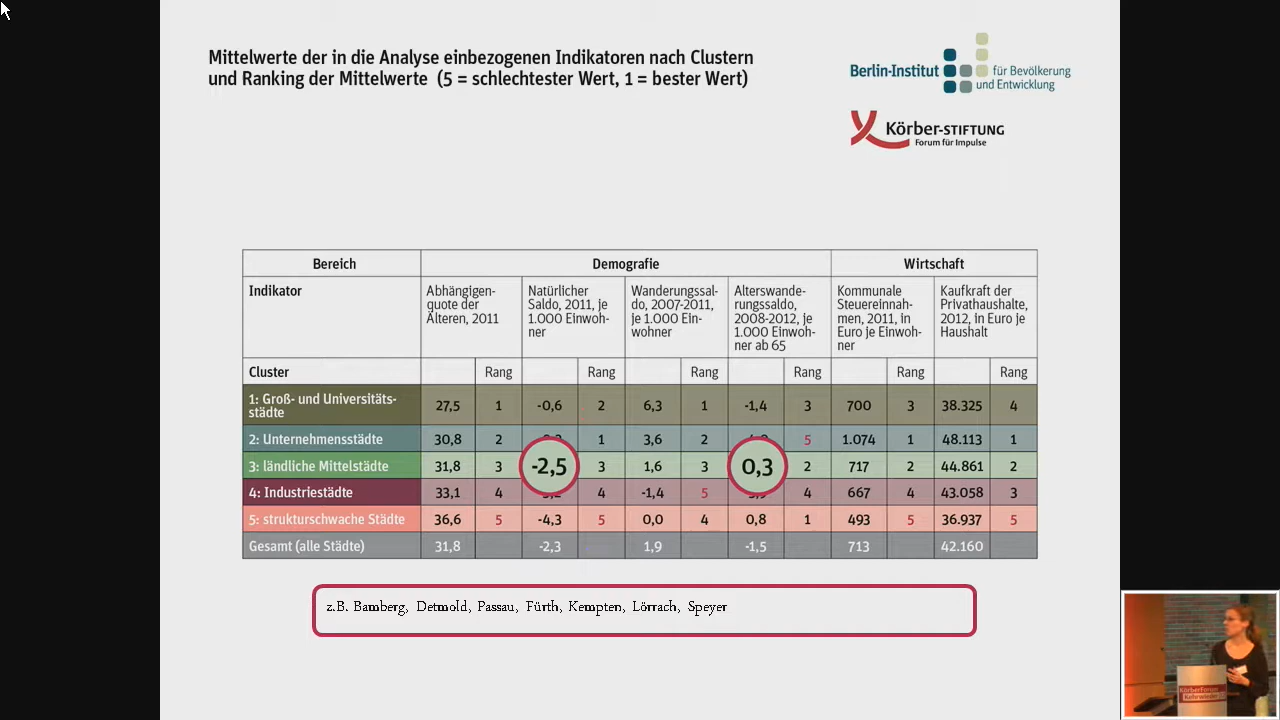 Mittelwerte der in die Analyse einbezogenen Indikatoren nach Clustern
und Ranking der Mittelwerte (5 = schlechtester Wert, 1 = bester Wert)
Berlin-Institut für Bevölkerung
und Entwicklung
Körber-STIFTUNG
Forum für Impulse
Bereich Demografie Wirtschaft
Indikator
Abhängigen-
quote der
Älteren, 2011
Natürlicher
Saldo, 2011, je
1.000 Einwoh-
ner
Wanderungssal-
do, 2007-2011,
je 1.000 Ein-
wohner
Alterswande-
rungssaldo,
2008-2012, je
1.000 Einwoh-
ner ab 65
Kommunale
Steuereinnah-
men, 2011, in
Euro je Einwoh-
ner
Kaufkraft der
Privathaushalte,
2012, in Euro je
Haushalt
Cluster Rang Rang Rang Rang Rang Rang
1: Groß- und Universitäts-
städte 27,5 1 -0,6 2 6,3 1 -1,4 3 700 3 38.325 4
2: Unternehmensstädte 30,8 2 1 3,6 2 5 1.074 1 48.113 1
3: ländliche Mittelstädte 31,8 3 -2,5 3 1,6 3 0,3 2 717 2 44.861 2
4: Industriestädte 33,1 4 4 -1,4 5 4 667 4 43.058 3
5: strukturschwache Städte 36,6 5 -4,3 5 0,0 4 0,8 1 493 5 36.937 5
Gesamt (alle Städte) 31,8 -2,3 1,9 -1,5 713 42.160
z.B. Bamberg, Detmold, Passau, Fürth, Kempten, Lörrach, Speyer
KörberForum